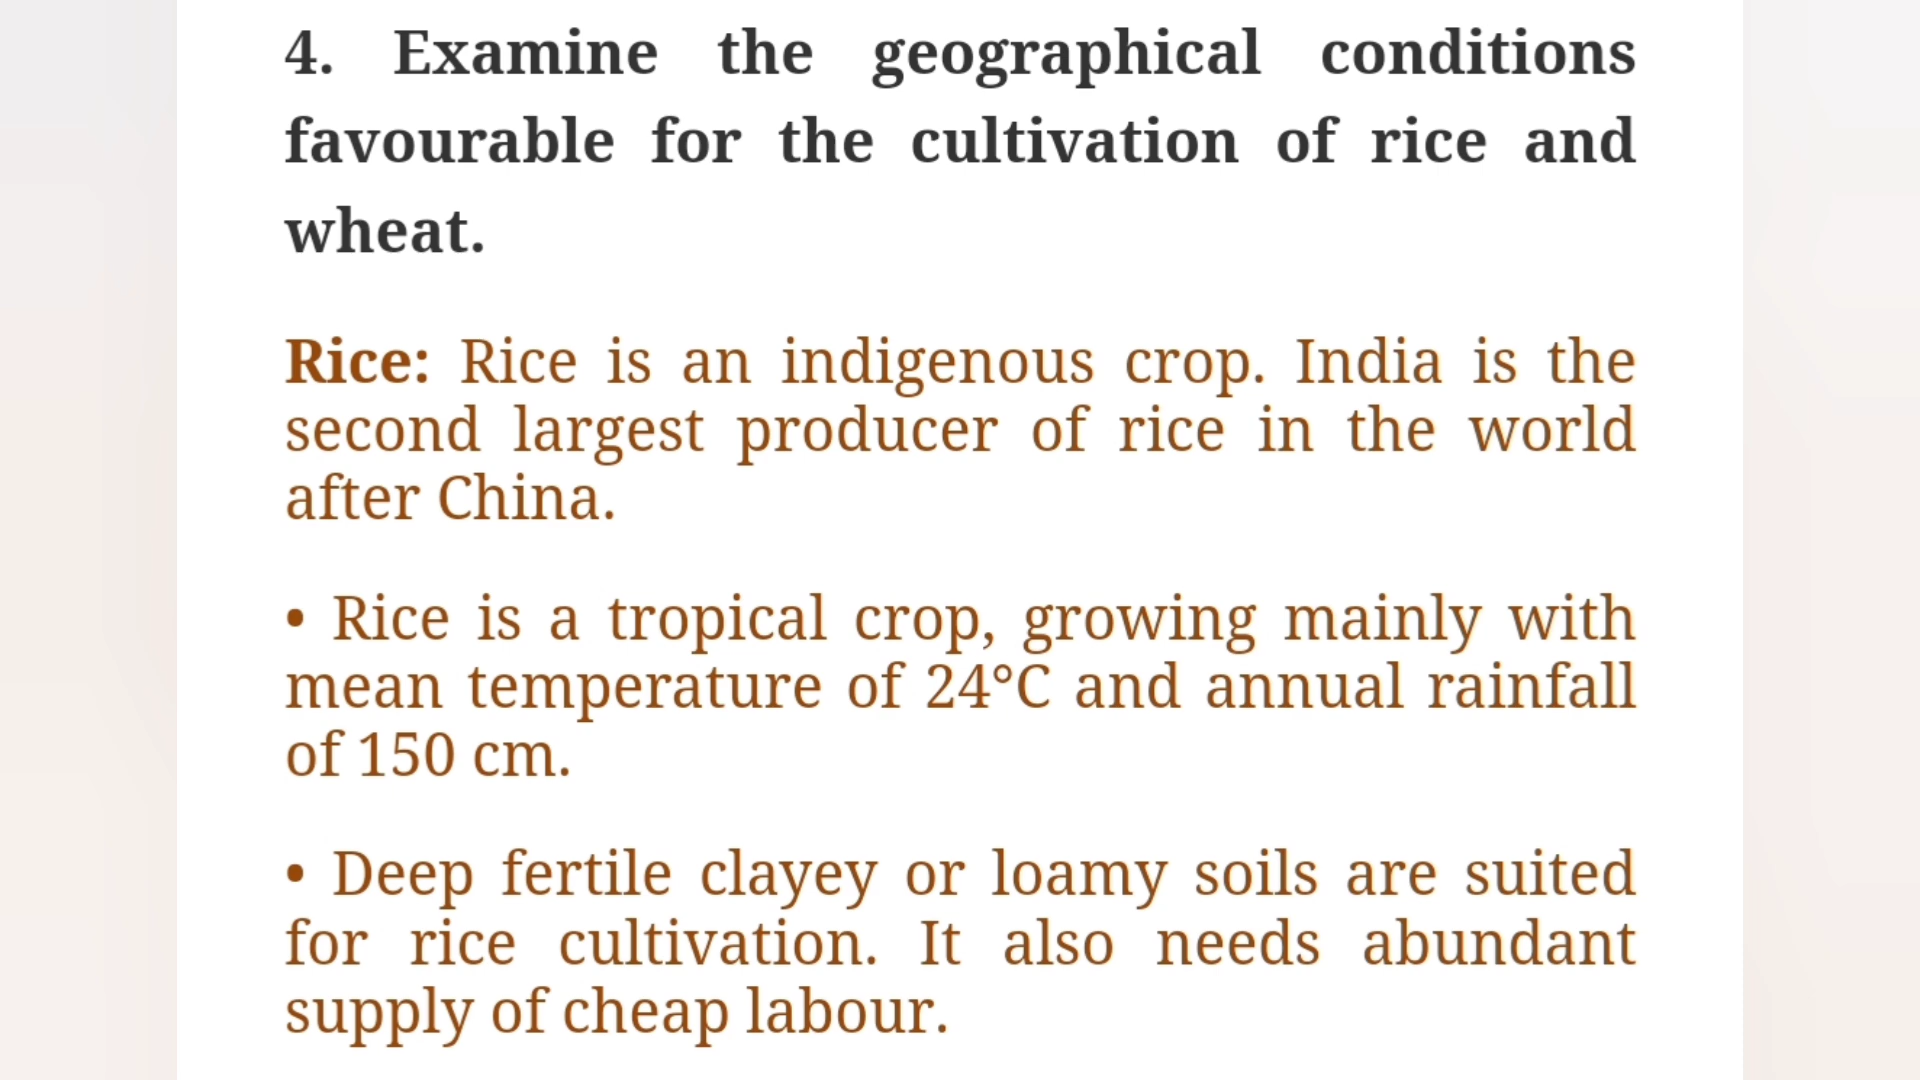 4. Examine the geographical conditions
favourable for the cultivation of rice and
wheat.
Rice: Rice is an indigenous crop. India is the
second largest producer of rice in the world
after China.
• Rice is a tropical crop, growing mainly with
mean temperature of 24°C and annual rainfall
of 150 cm.
• Deep fertile clayey or loamy soils are suited
for rice cultivation. It also needs abundant
supply of cheap labour.